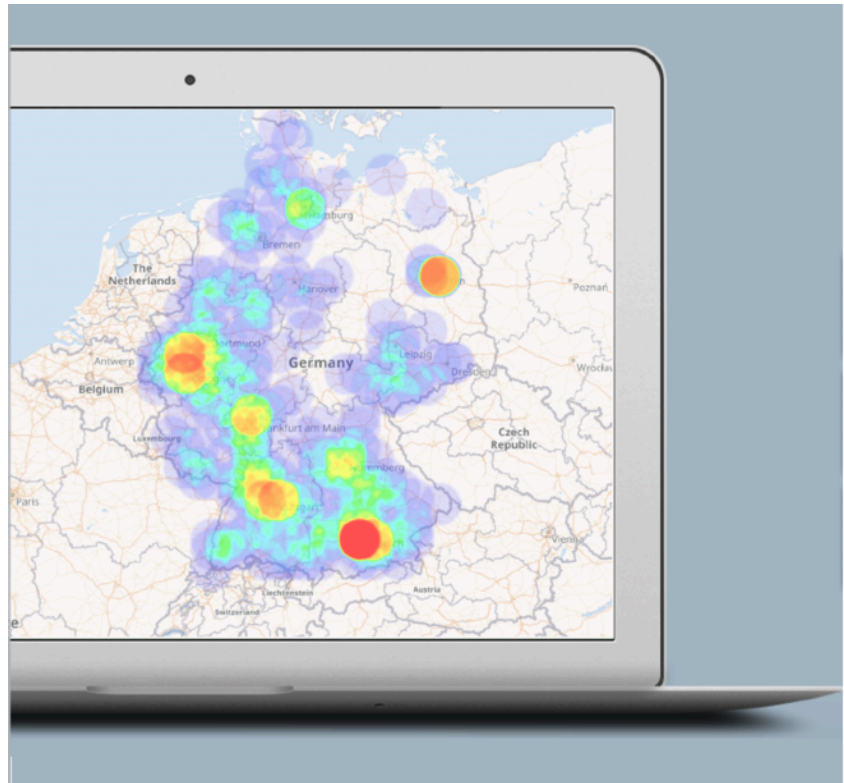 The
Netherlands
Bremen
Hanover
Poznań
Antwerp
Belgium
Germany
Leipzig
Dresden
Wrocław
Luxembourg
Frankfurt am Main
Czech
Republic
Paris
Vienna
Liechtenstein
Switzerland
Austria